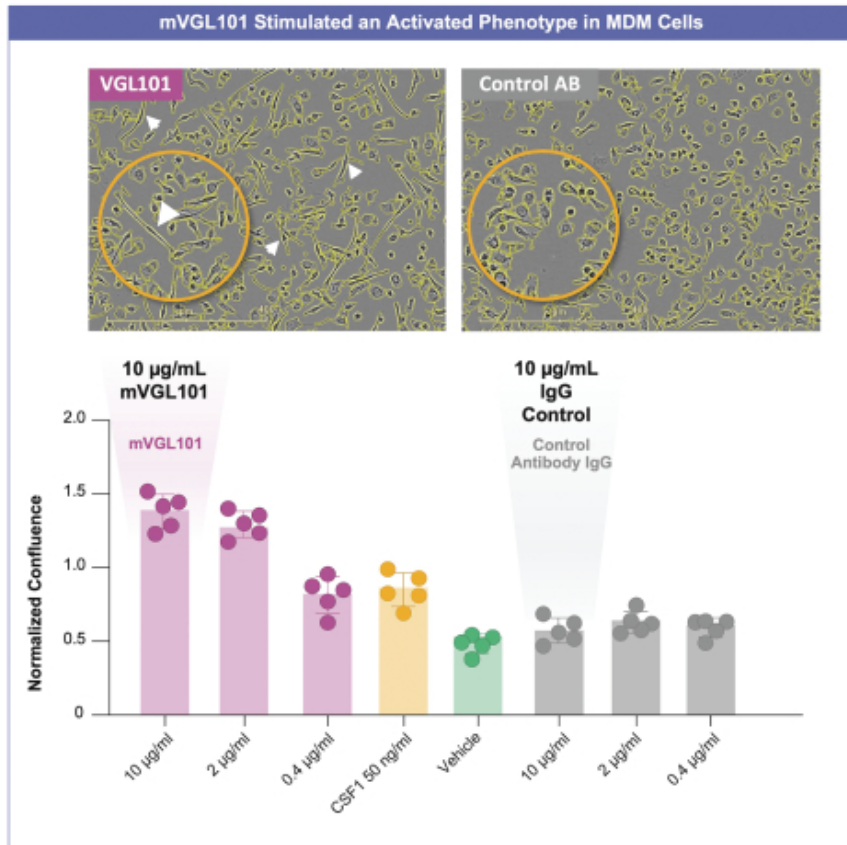 mVGL101 Stimulated an Activated Phenotype in MDM Cells
VGL101
Control AB
10 µg/mL
mVGL101
10 µg/mL
IgG
Control
mVGL101
Control
Antibody IgG
Normalized Confluence
2.0
1.5
1.0
0.5
0
10 µg/ml
2 µg/ml
0.4 µg/ml
CSF1 50 ng/ml
Vehicle
10 µg/ml
2 µg/ml
0.4 µg/ml